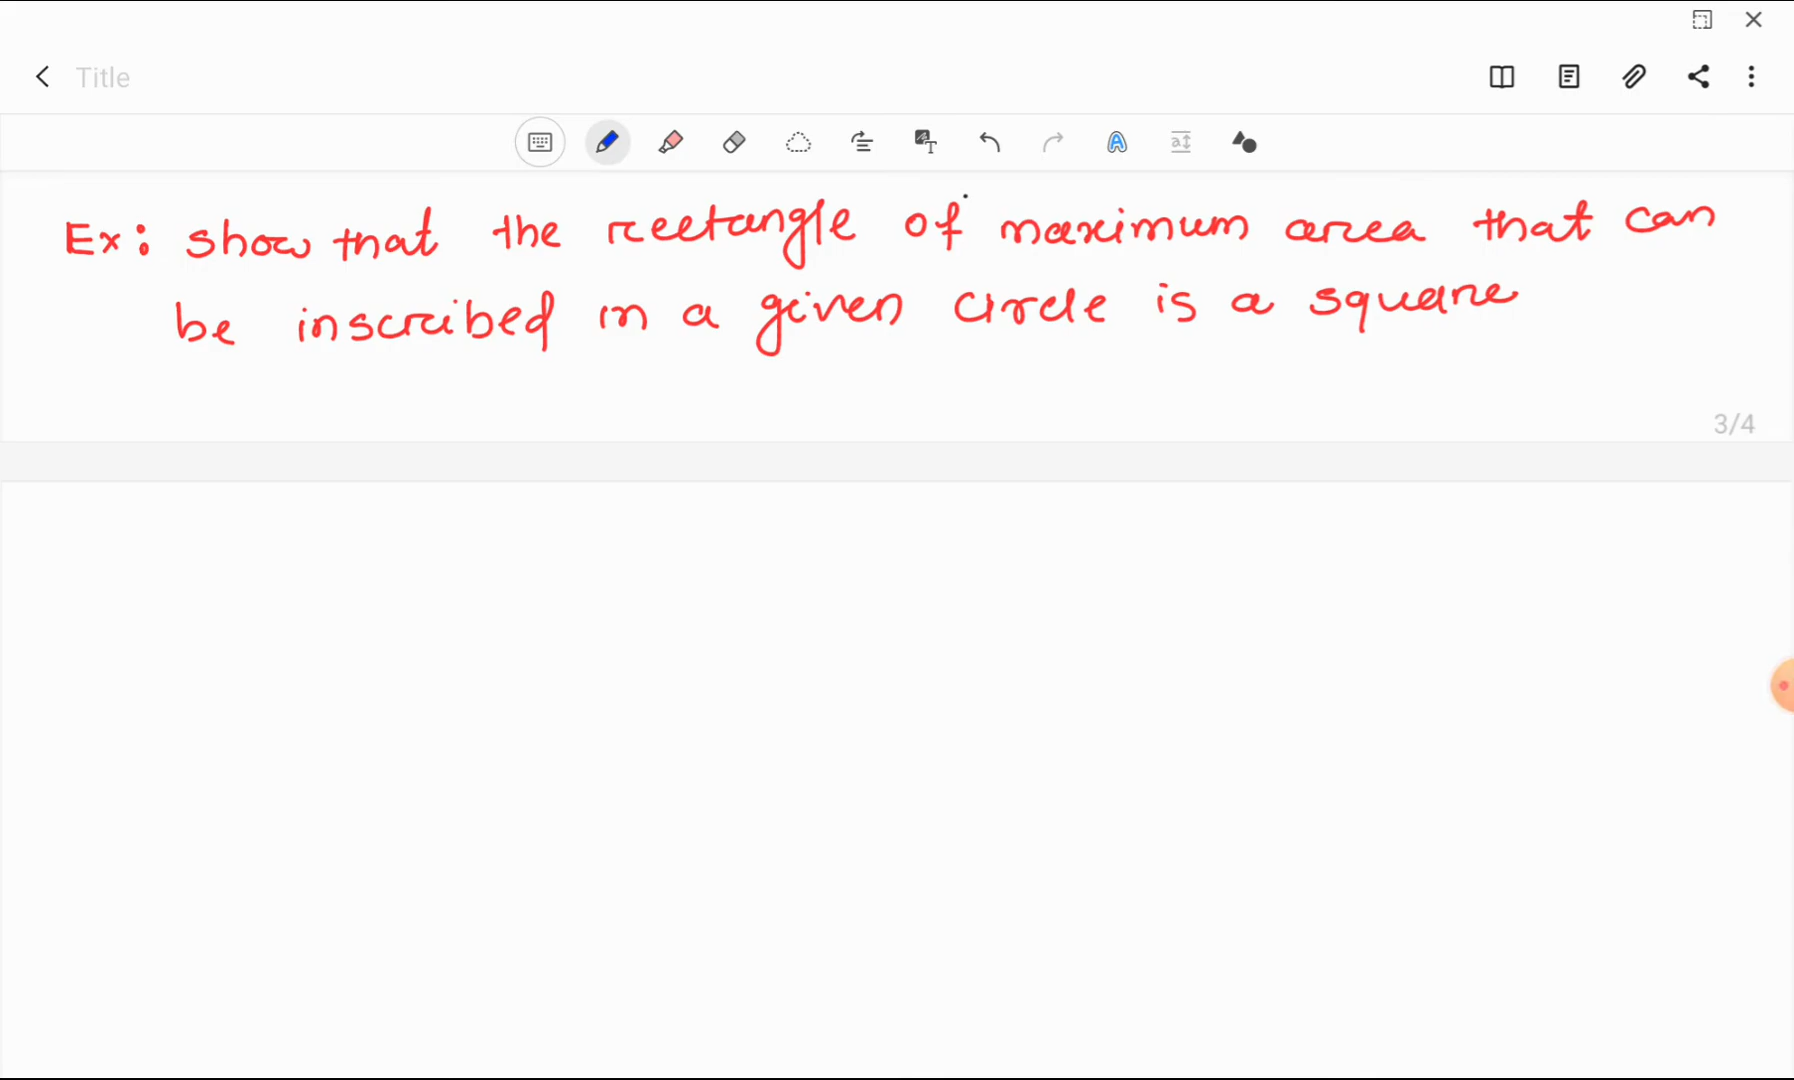 Title
Ex: show that the rectangle of maximum area that can
be inscribed in a given circle is a square
3/4